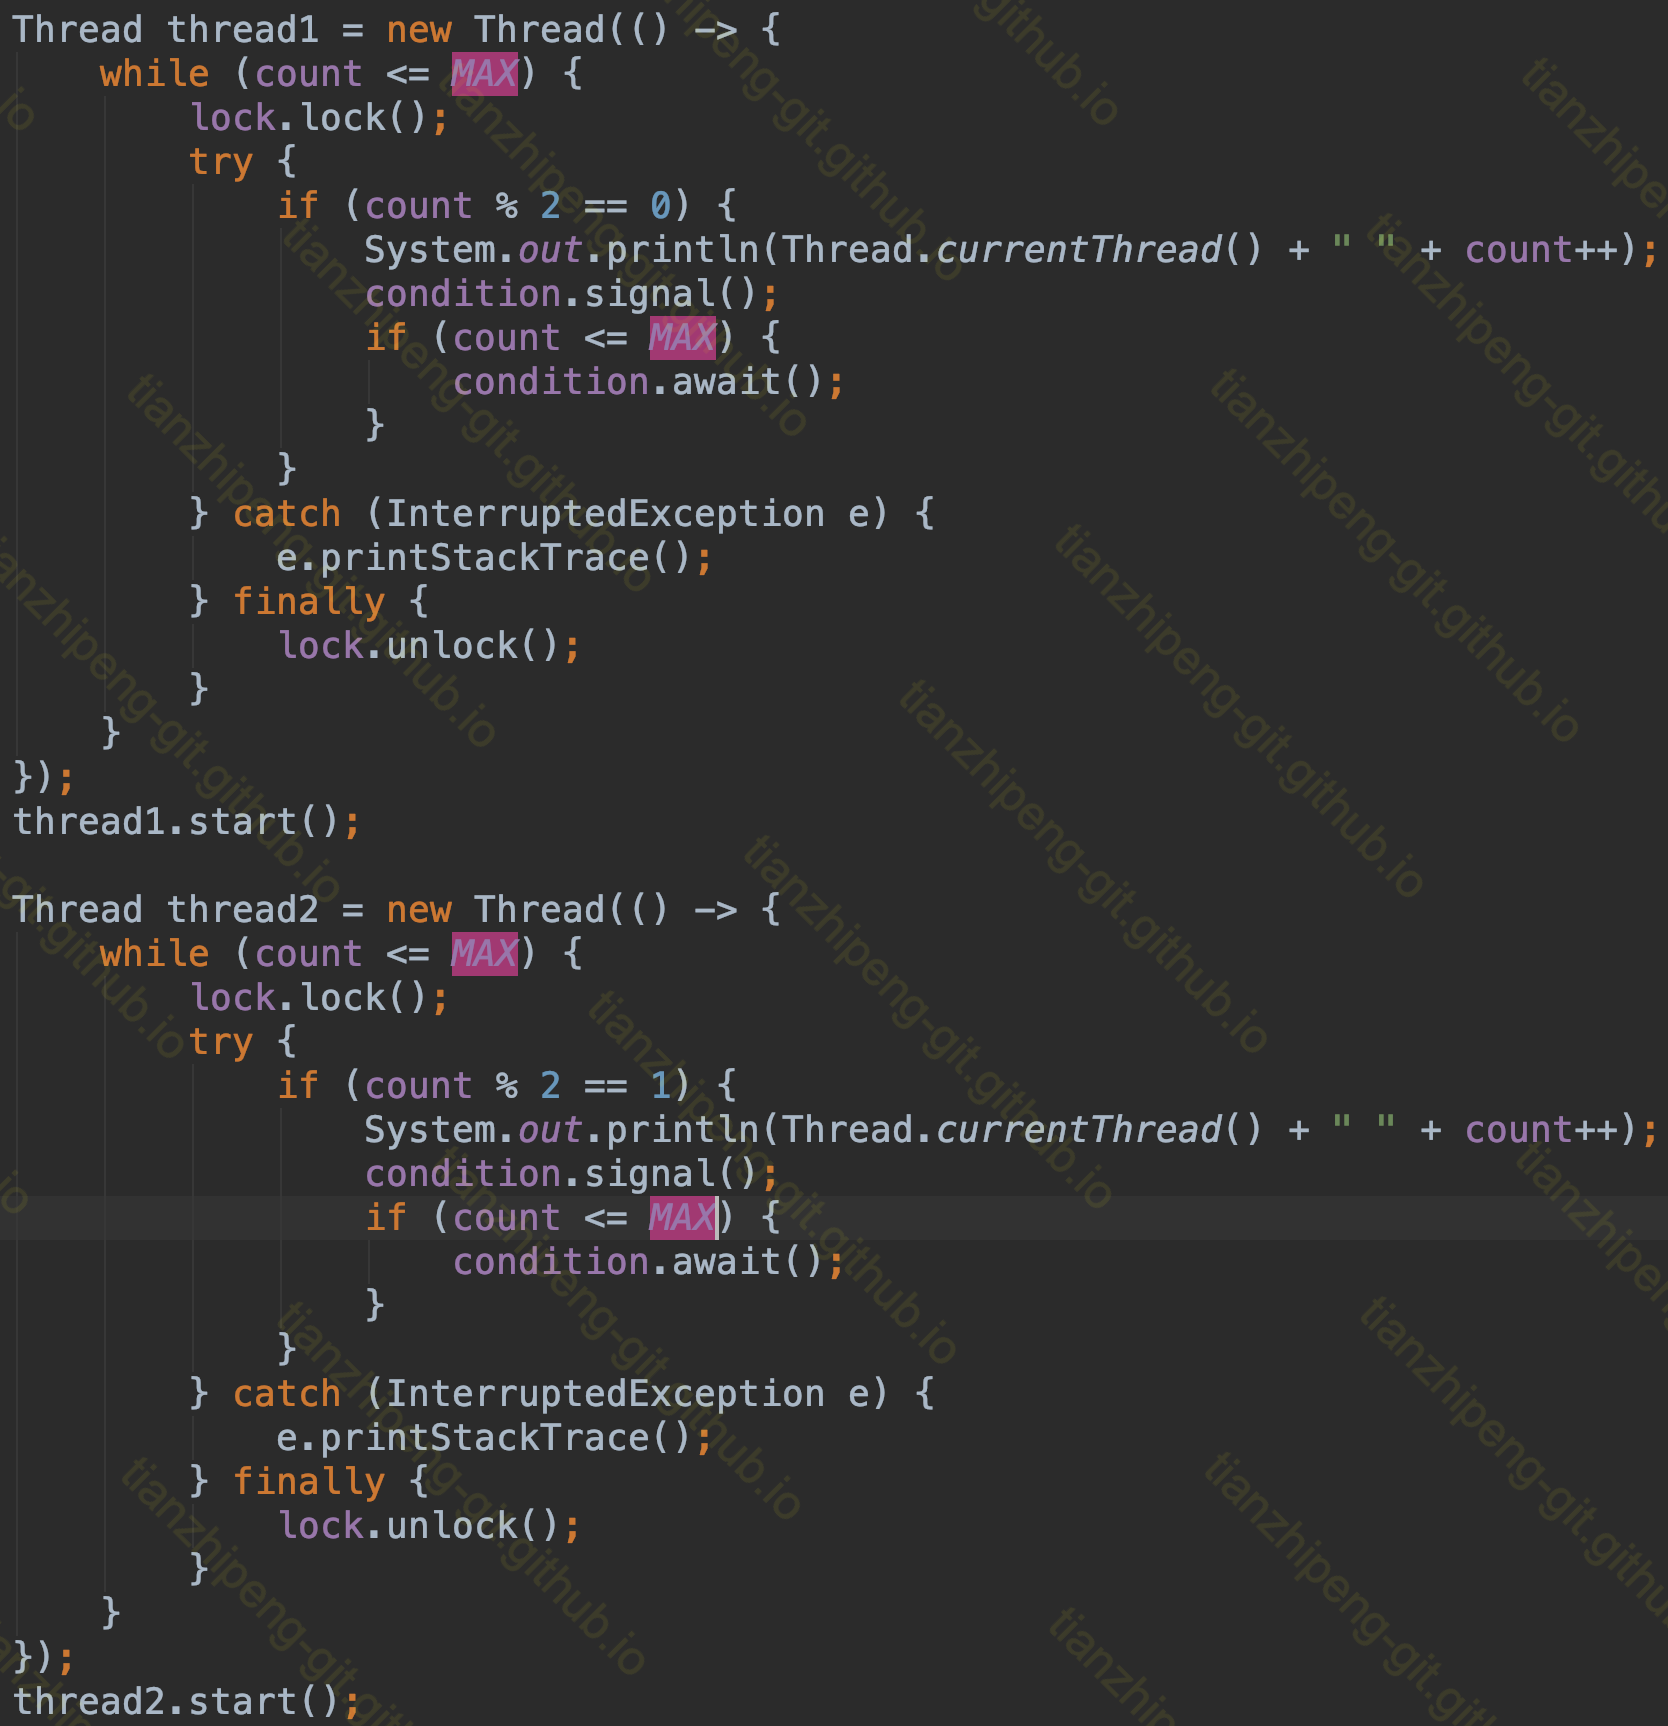 Thread thread1 = new Thread(() -> {
    while (count <= MAX) {
        lock.lock();
        try {
            if (count % 2 == 0) {
                System.out.println(Thread.currentThread() + " " + count++);
                condition.signal();
                if (count <= MAX) {
                    condition.await();
                }
            }
        } catch (InterruptedException e) {
            e.printStackTrace();
        } finally {
            lock.unlock();
        }
    }
});
thread1.start();

Thread thread2 = new Thread(() -> {
    while (count <= MAX) {
        lock.lock();
        try {
            if (count % 2 == 1) {
                System.out.println(Thread.currentThread() + " " + count++);
                condition.signal();
                if (count <= MAX) {
                    condition.await();
                }
            }
        } catch (InterruptedException e) {
            e.printStackTrace();
        } finally {
            lock.unlock();
        }
    }
});
thread2.start();
tianzhipeng-git.github.io